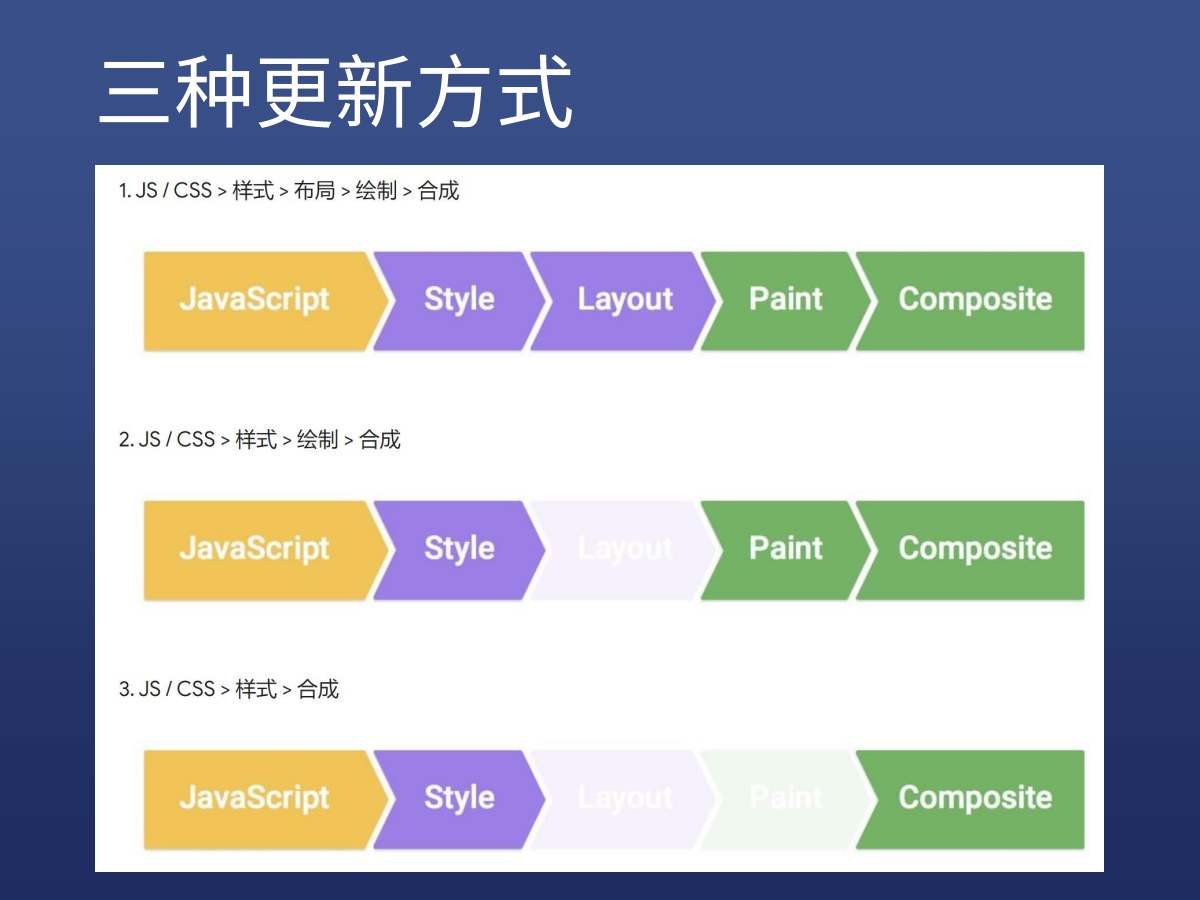 三种更新方式
1. JS / CSS > 样式 > 布局 > 绘制 > 合成
JavaScript Style Layout Paint Composite
2. JS / CSS > 样式 > 绘制 > 合成
JavaScript Style Layout Paint Composite
3. JS / CSS > 样式 > 合成
JavaScript Style Layout Paint Composite